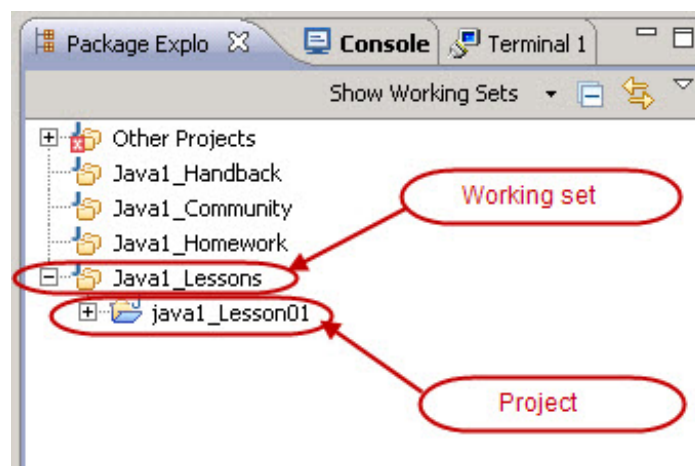 Package Explo Console Terminal 1
Show Working Sets
Other Projects
Java1_Handback
Working set
Java1_Community
Java1_Homework
Java1_Lessons
java1_Lesson01
Project